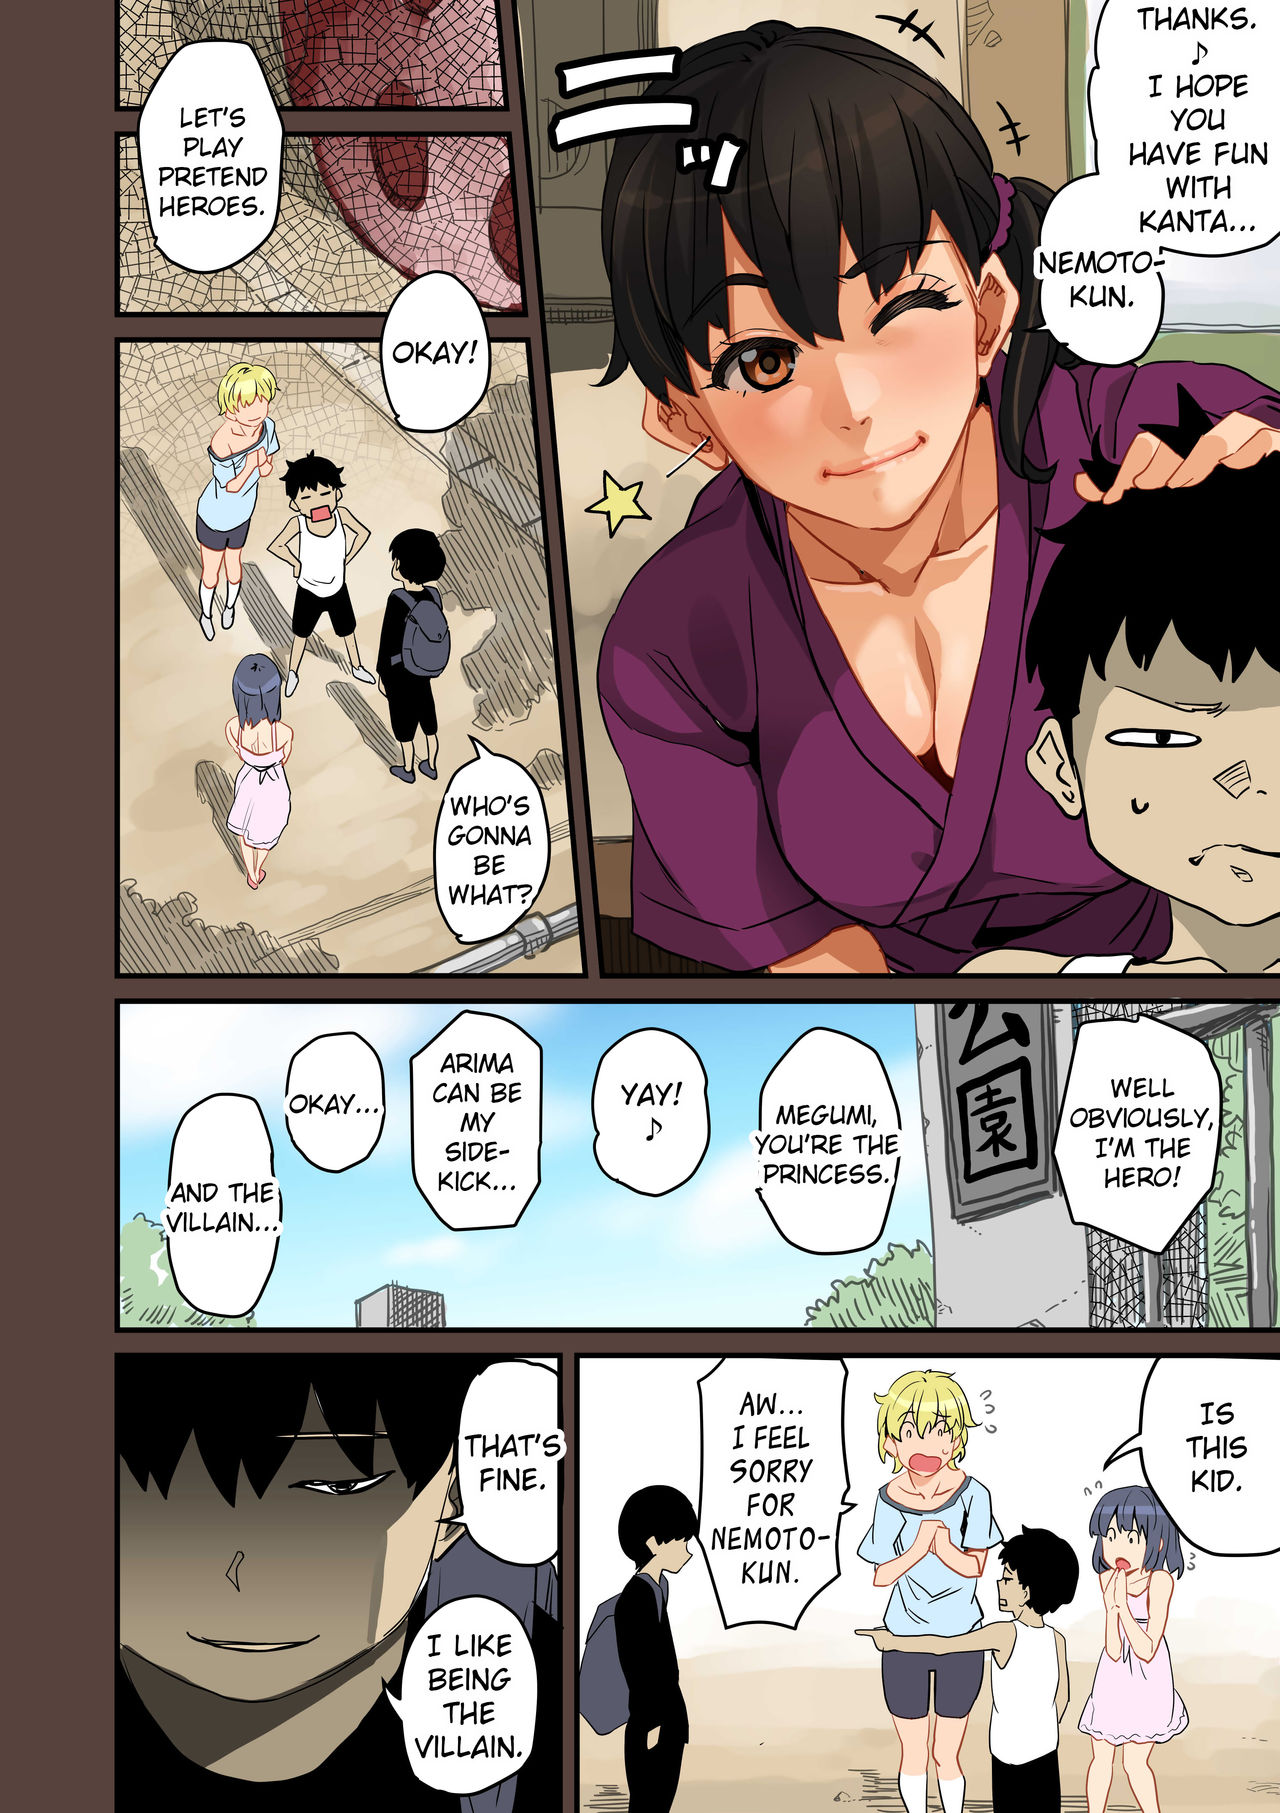 THANKS.
♪
I HOPE
YOU
HAVE FUN
WITH
KANTA...
NEMOTO-
KUN.
ニッ
LET'S
PLAY
PRETEND
HEROES.
OKAY!
WHO'S
GONNA
BE
WHAT?
公園
WELL
OBVIOUSLY,
I'M THE
HERO!
MEGUMI,
YOU'RE THE
PRINCESS.
YAY!
♪
ARIMA
CAN BE
MY
SIDE-
KICK...
OKAY...
AND THE
VILLAIN...
IS
THIS
KID.
AW...
I FEEL
SORRY
FOR
NEMOTO-
KUN.
THAT'S
FINE.
I LIKE
BEING
THE
VILLAIN.